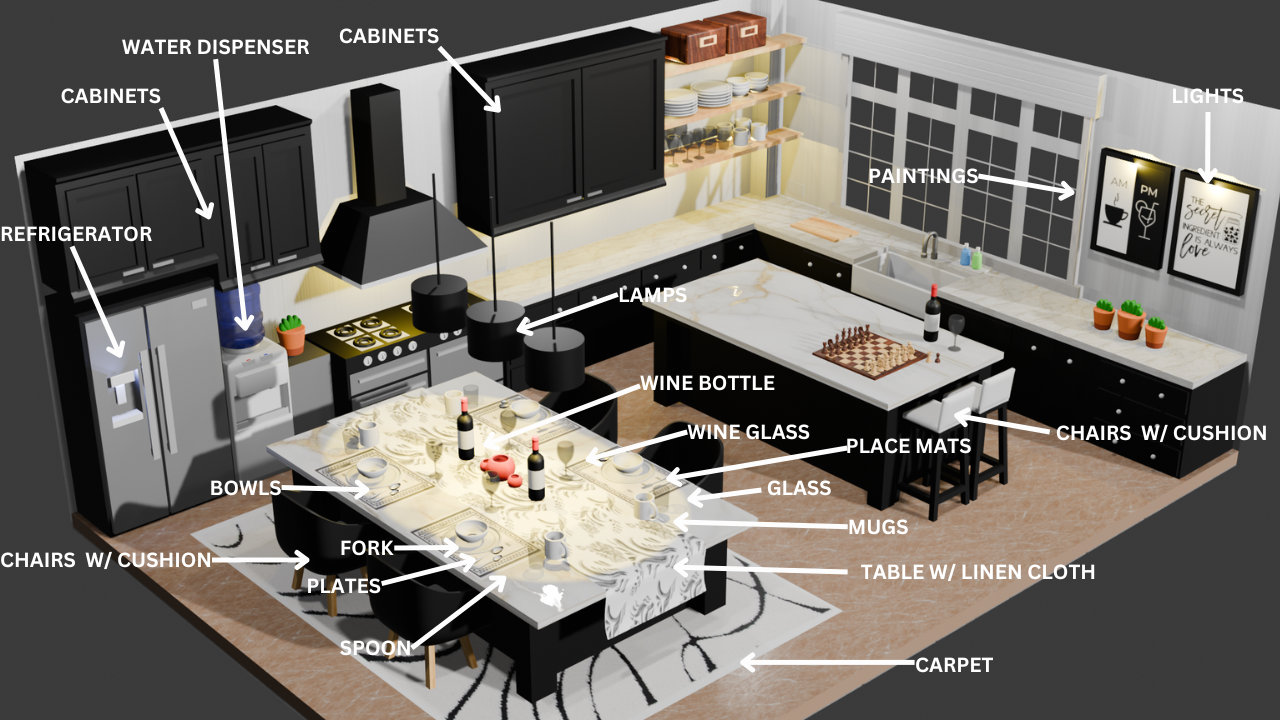 CABINETS
WATER DISPENSER
CABINETS
LIGHTS
PAINTINGS
AM
PM
THE
secret
INGREDIENT
IS ALWAYS
love
REFRIGERATOR
LAMPS
WINE BOTTLE
WINE GLASS
CHAIRS W/ CUSHION
PLACE MATS
BOWLS
GLASS
MUGS
FORK
CHAIRS W/ CUSHION
TABLE W/ LINEN CLOTH
PLATES
SPOON
CARPET